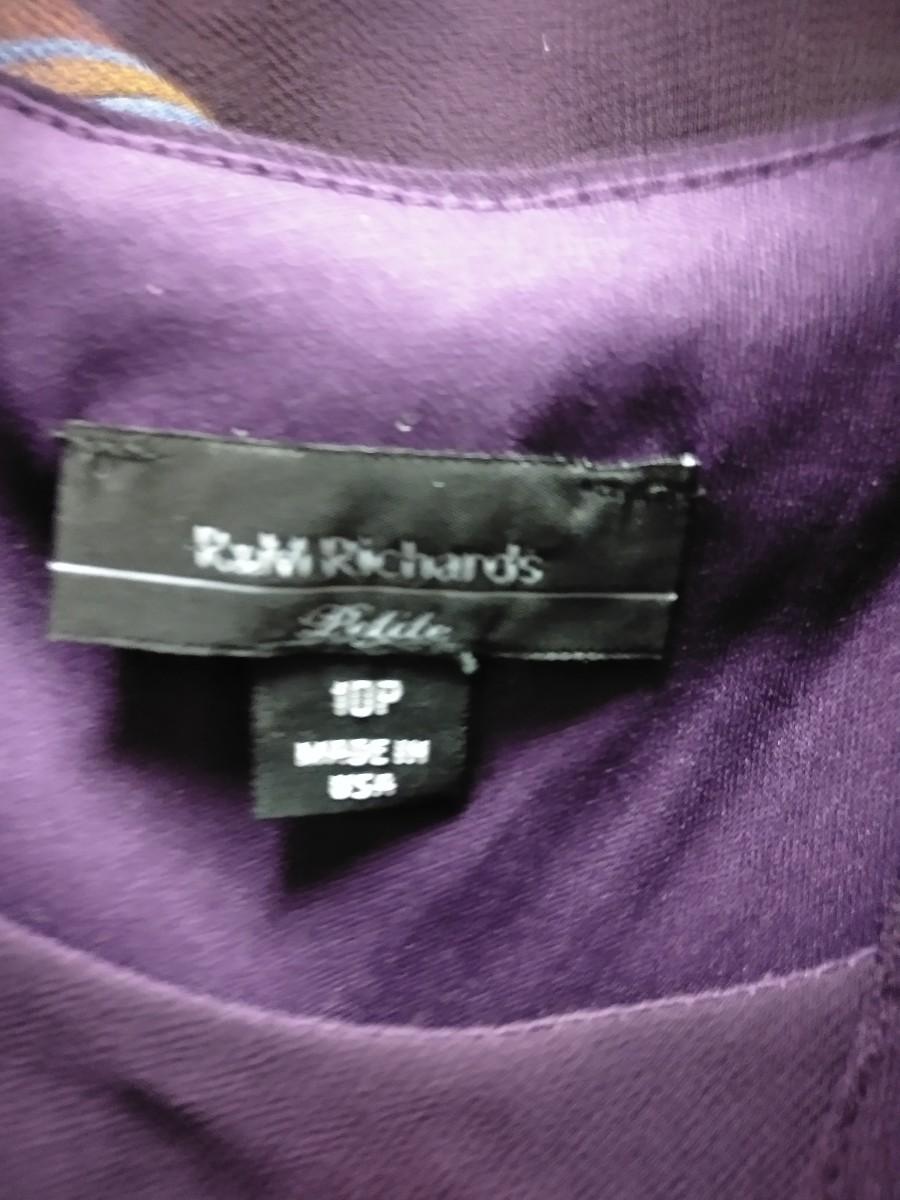 R&M Richards
Petite
10P
MADE IN
USA